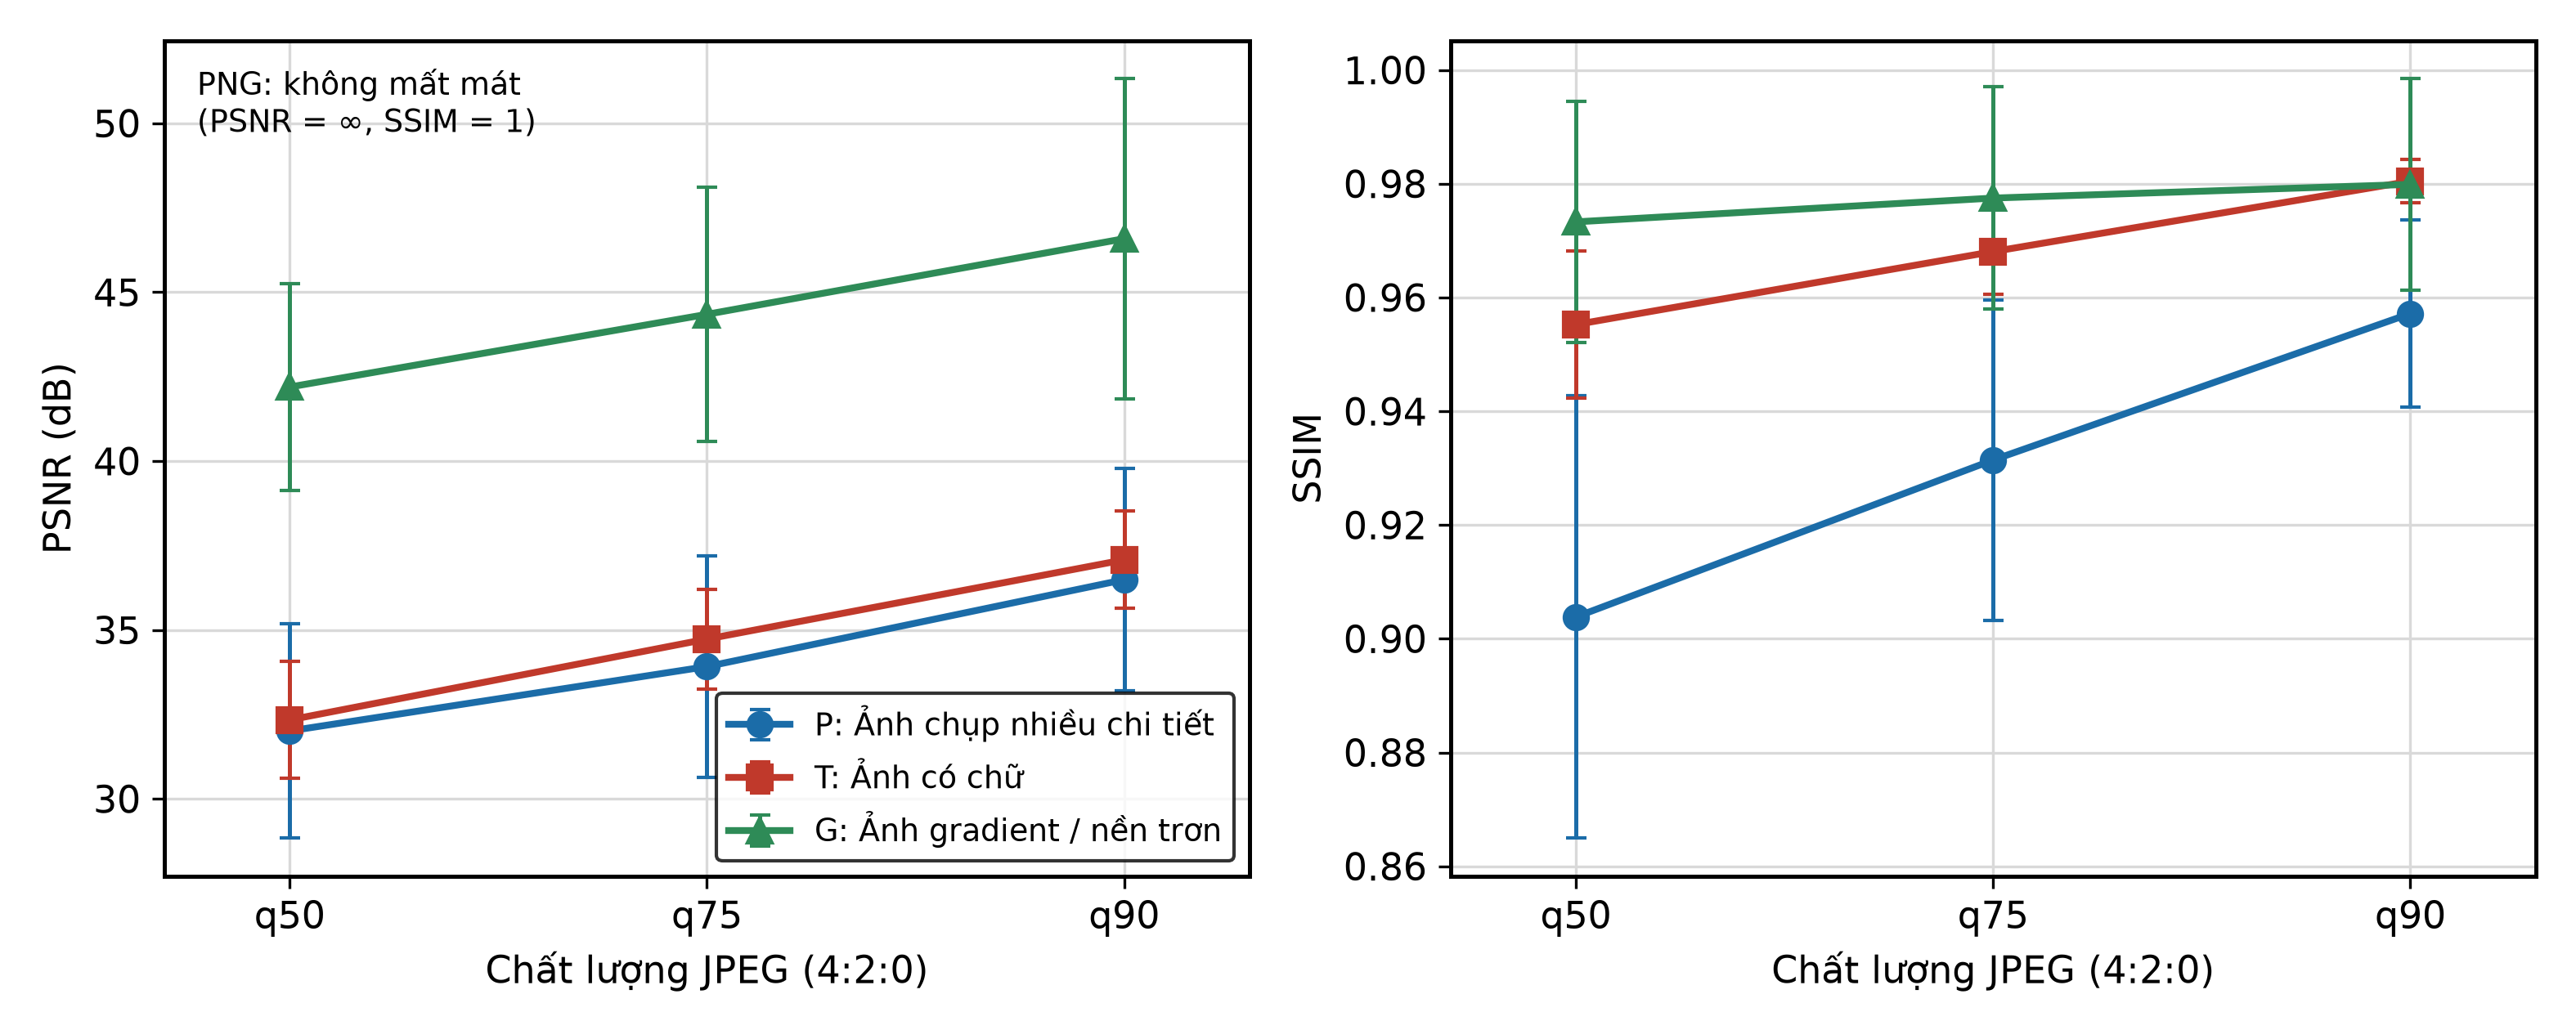 PNG: không mất mát
(PSNR = ∞, SSIM = 1)
50
45
40
35
30
PSNR (dB)
P: Ảnh chụp nhiều chi tiết
T: Ảnh có chữ
G: Ảnh gradient / nền trơn
q50
q75
q90
Chất lượng JPEG (4:2:0)
1.00
0.98
0.96
0.94
0.92
0.90
0.88
0.86
SSIM
q50
q75
q90
Chất lượng JPEG (4:2:0)